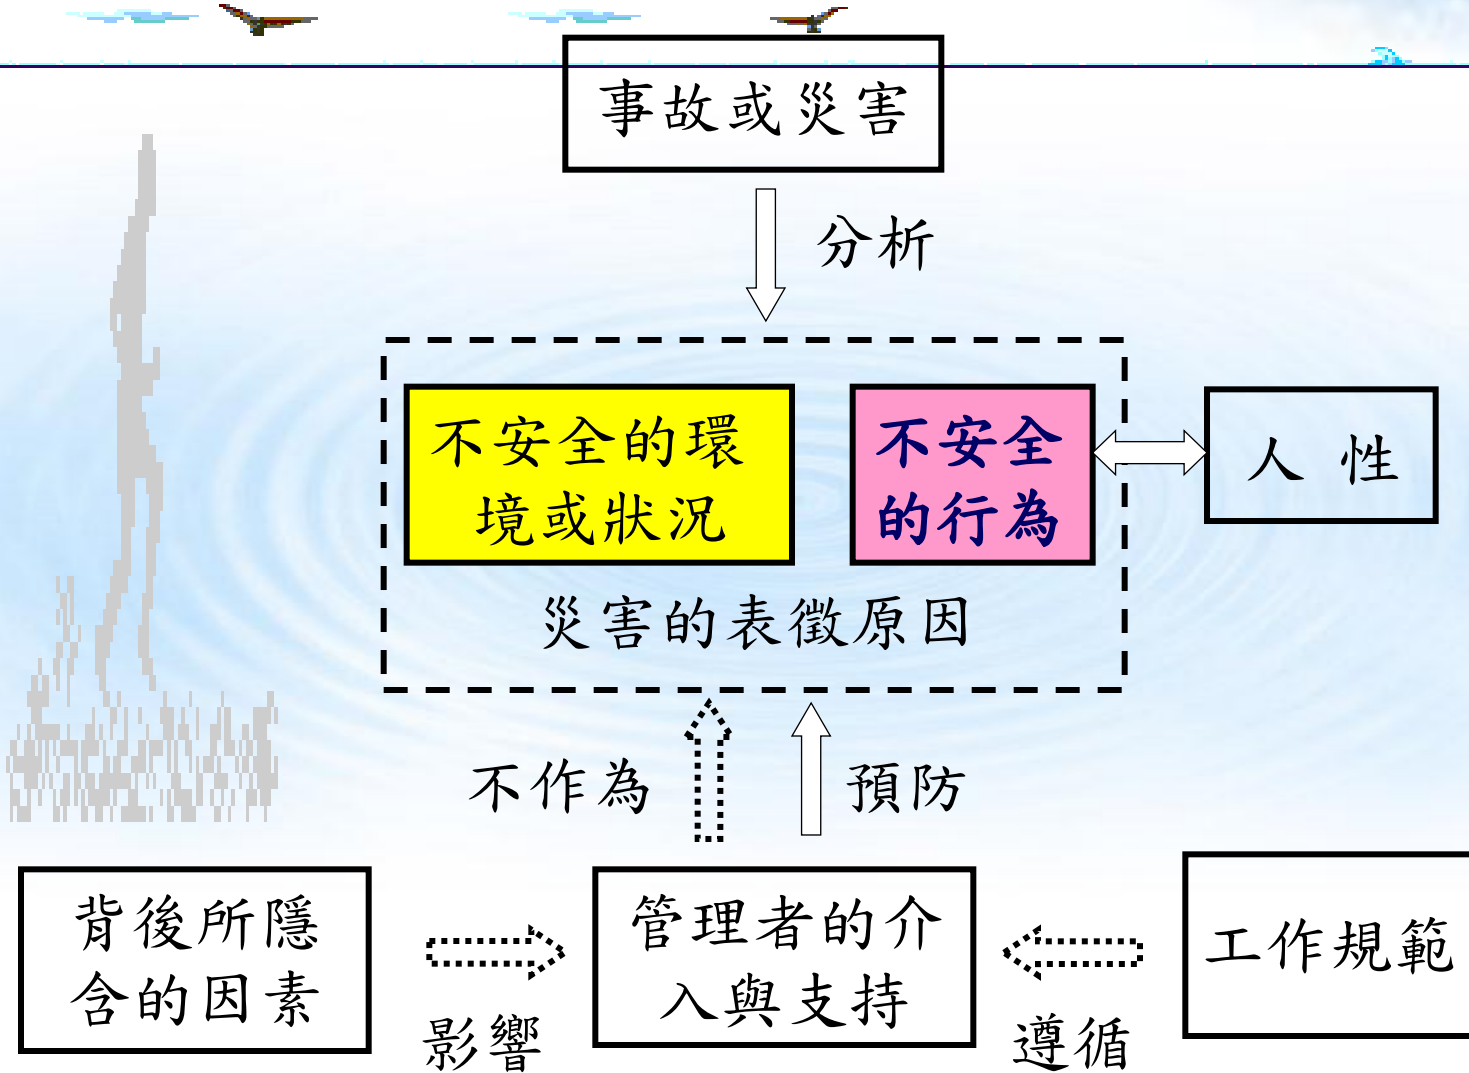 事故或災害
分析
不安全的環
境或狀況
不安全
的行為
人 性
災害的表徵原因
不作為
預防
背後所隱
含的因素
影響
管理者的介
入與支持
遵循
工作規範